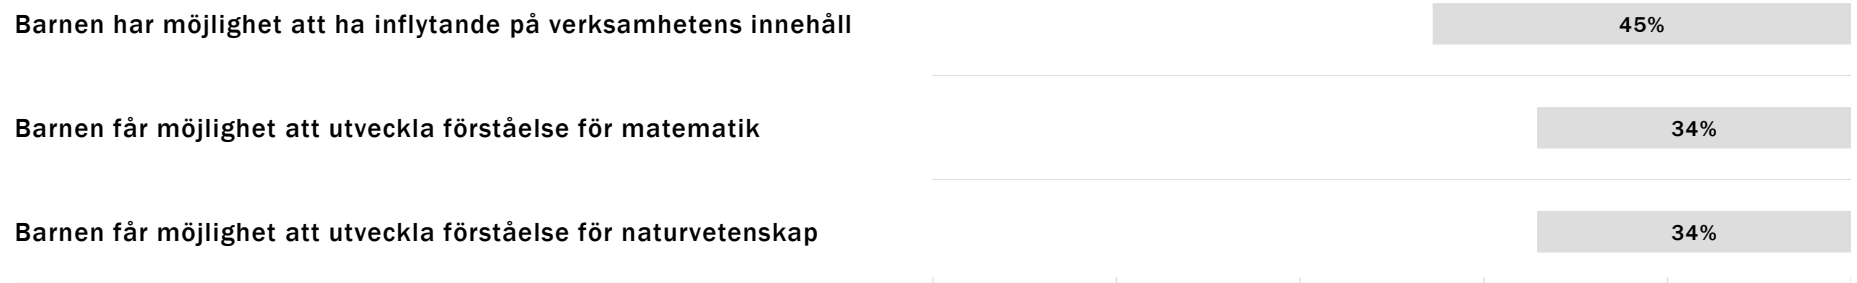 Barnen har möjlighet att ha inflytande på verksamhetens innehåll 45%
Barnen får möjlighet att utveckla förståelse för matematik 34%
Barnen får möjlighet att utveckla förståelse för naturvetenskap 34%